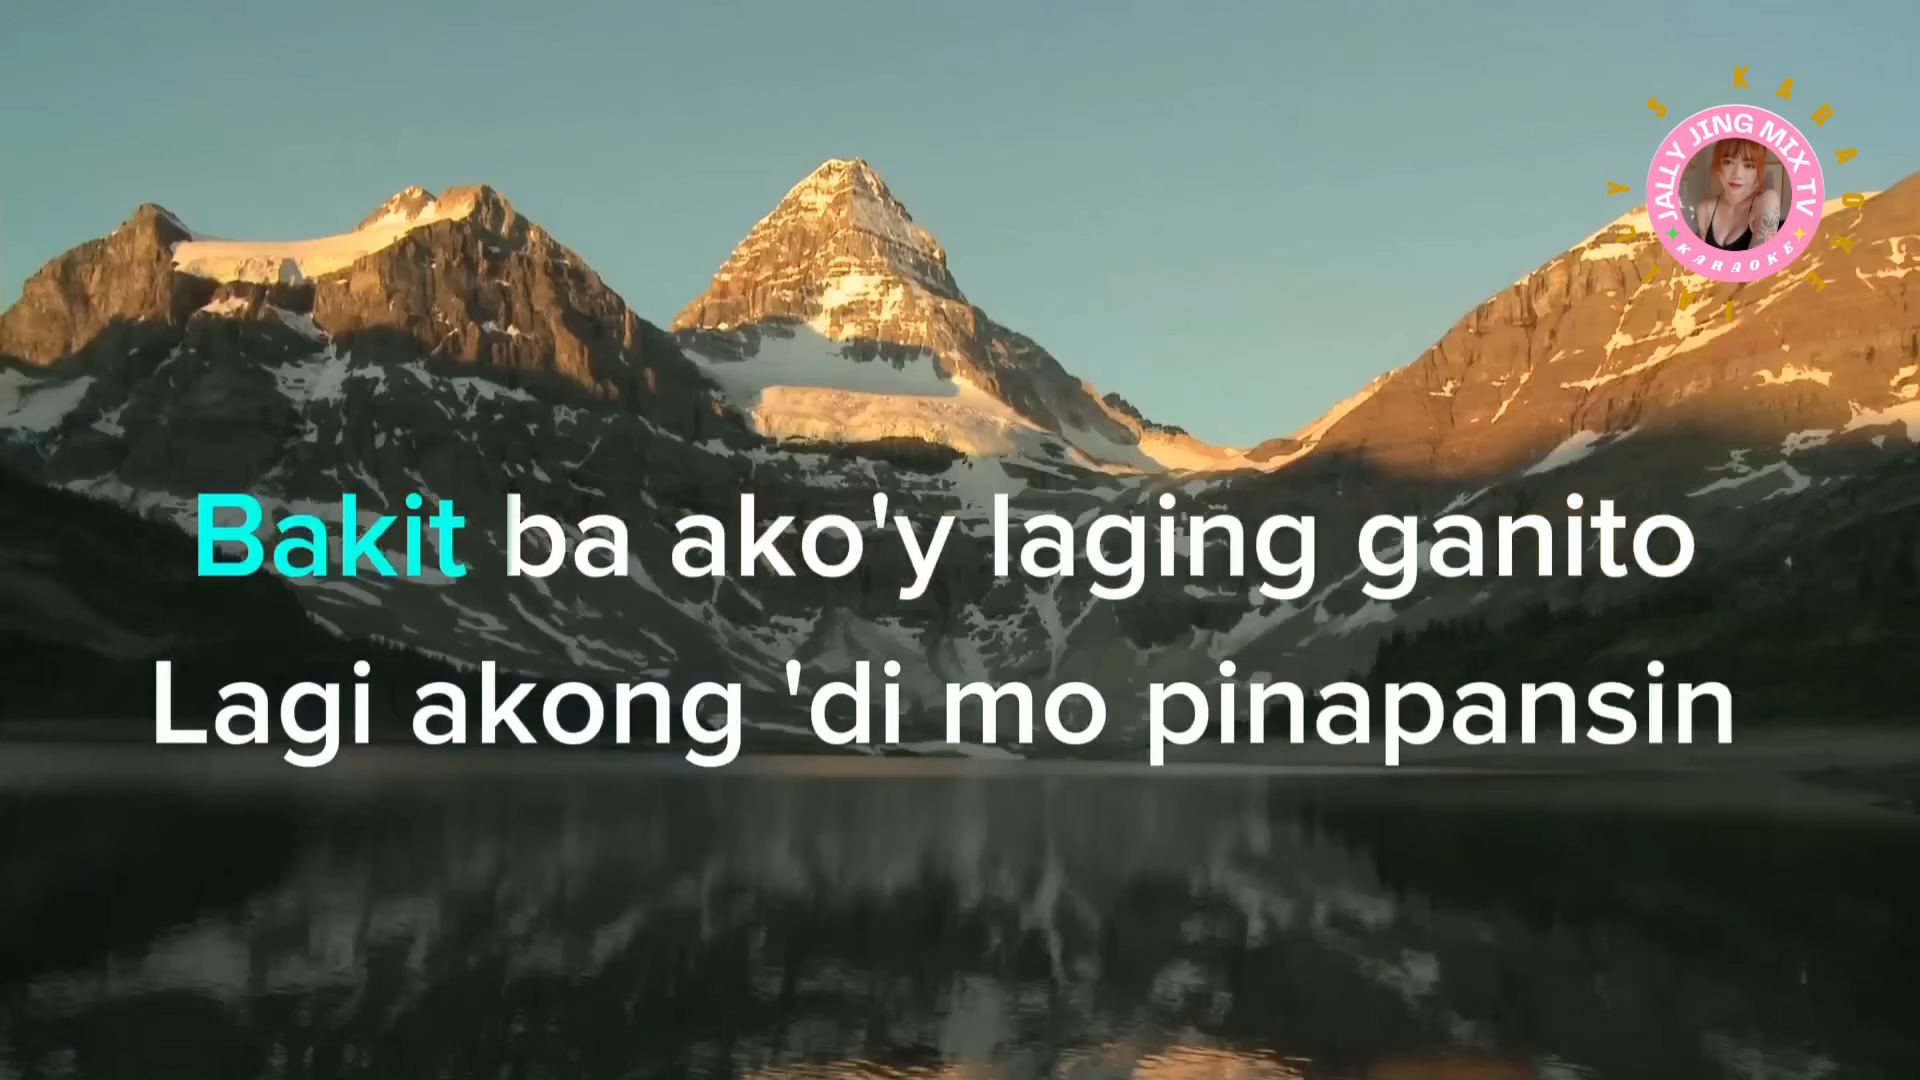 Bakit ba ako'y laging ganito
Lagi akong 'di mo pinapansin
JALLY JING MIX TV
KARAOKE